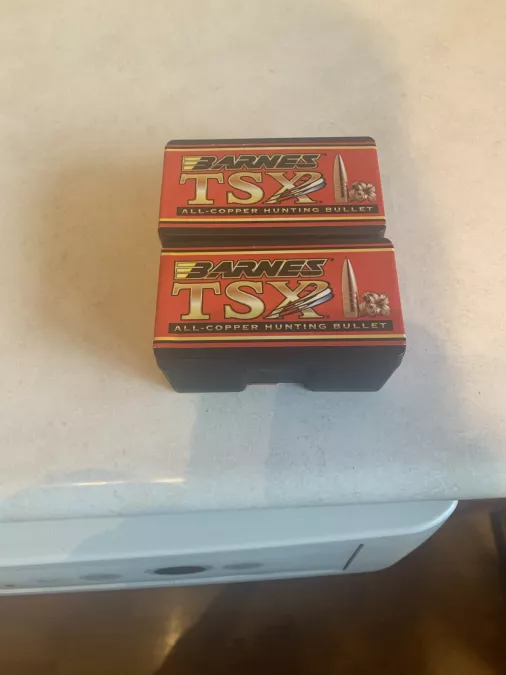 BARNES
TSX
ALL-COPPER HUNTING BULLET
BARNES
TSX
ALL-COPPER HUNTING BULLET